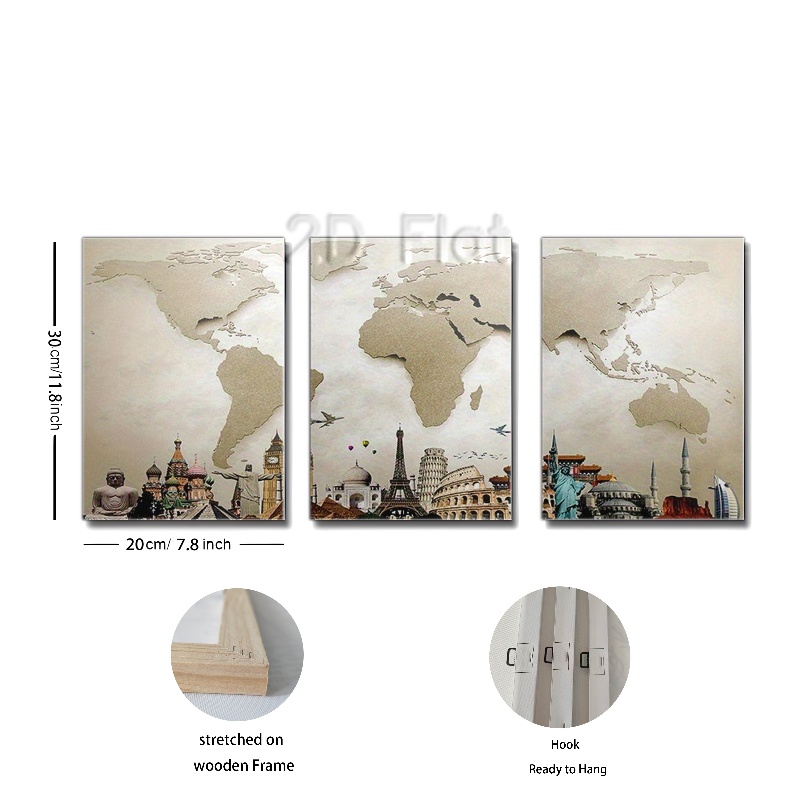 2D Flat
30cm/11.8inch
20cm/ 7.8 inch
stretched on
wooden Frame
Hook
Ready to Hang